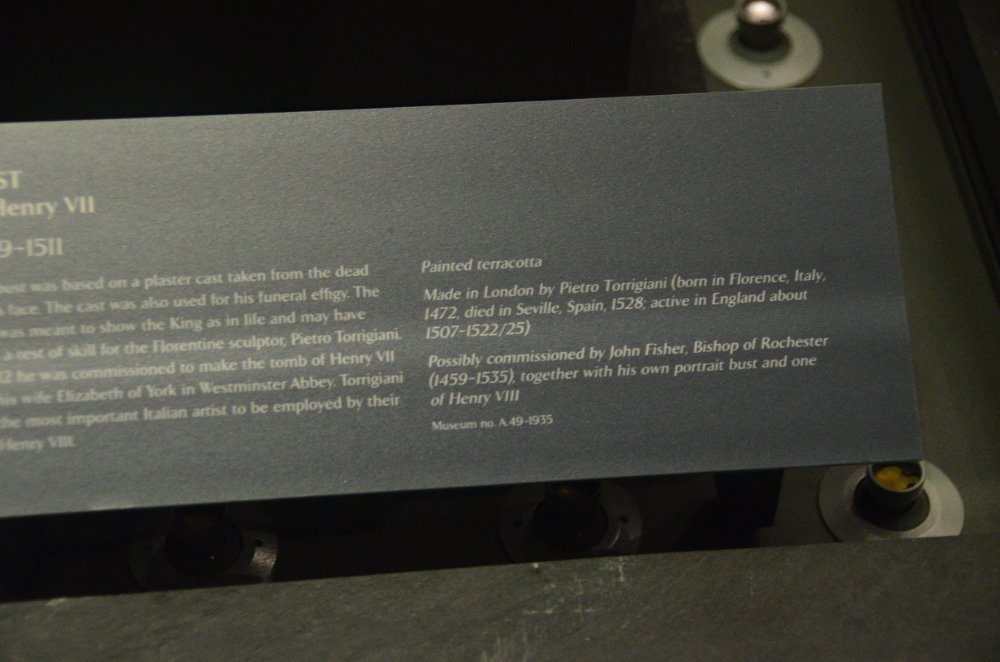 ST
Henry VII
9–1511
bust was based on a plaster cast taken from the dead
face. The cast was also used for his funeral effigy. The
was meant to show the King as in life and may have
a test of skill for the Florentine sculptor, Pietro Torrigiani.
12 he was commissioned to make the tomb of Henry VII
his wife Elizabeth of York in Westminster Abbey. Torrigiani
the most important Italian artist to be employed by their
Henry VIII.
Painted terracotta
Made in London by Pietro Torrigiani (born in Florence, Italy,
1472, died in Seville, Spain, 1528; active in England about
1507–1522/25)
Possibly commissioned by John Fisher, Bishop of Rochester
(1459–1535), together with his own portrait bust and one
of Henry VIII
Museum no. A.49-1935